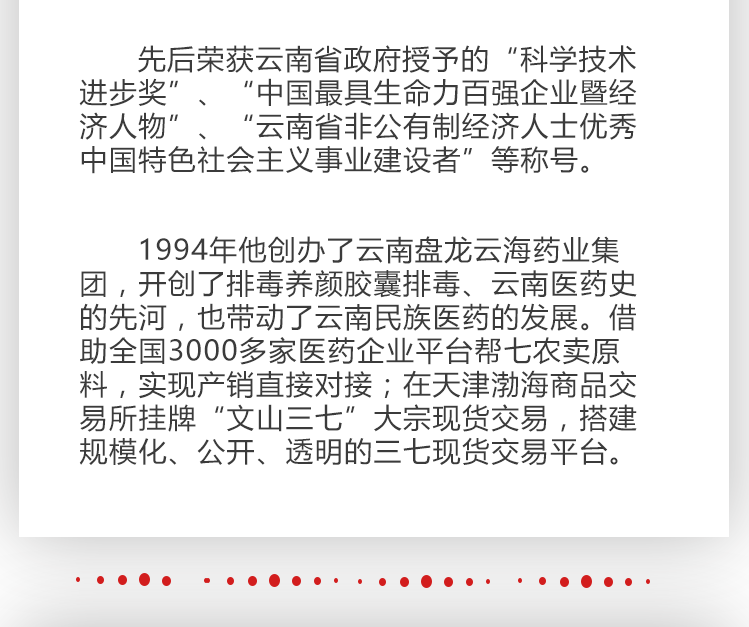 先后荣获云南省政府授予的“科学技术
进步奖”、“中国最具生命力百强企业暨经
济人物”、“云南省非公有制经济人士优秀
中国特色社会主义事业建设者”等称号。
1994年他创办了云南盘龙云海药业集
团，开创了排毒养颜胶囊排毒、云南医药史
的先河，也带动了云南民族医药的发展。借
助全国3000多家医药企业平台帮七农卖原
料，实现产销直接对接；在天津渤海商品交
易所挂牌“文山三七”大宗现货交易，搭建
规模化、公开、透明的三七现货交易平台。